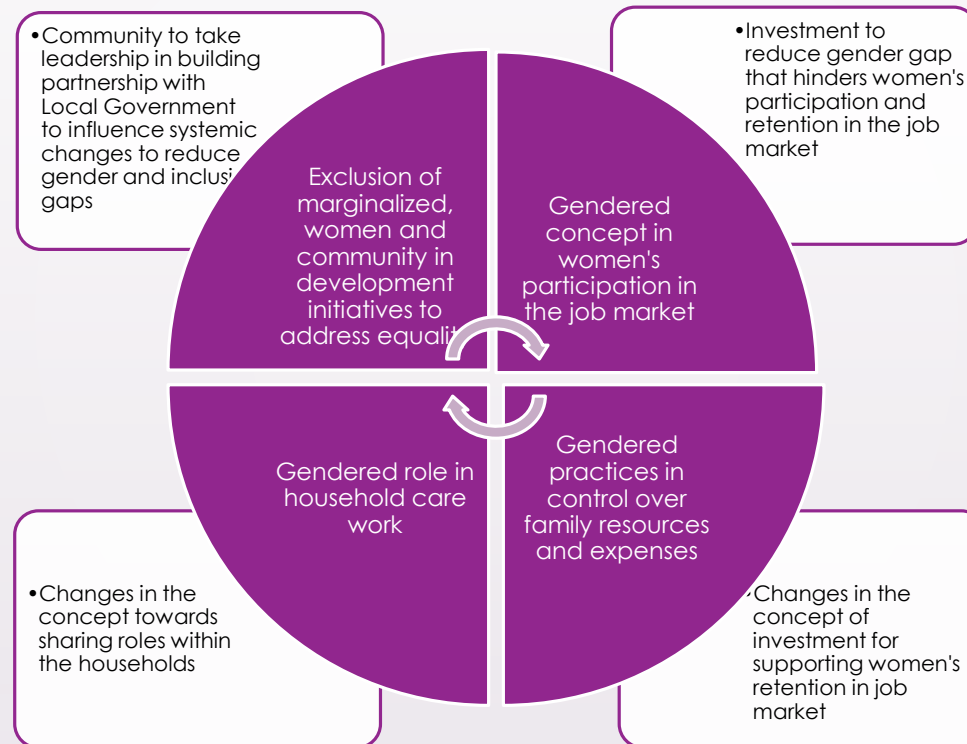 •Community to take
leadership in building
partnership with
Local Government
to influence systemic
changes to reduce
gender and inclusi
gaps
•Investment to
reduce gender gap
that hinders women's
participation and
retention in the job
market
Exclusion of
marginalized,
women and
community in
development
initiatives to
address equalit
Gendered
concept in
women's
participation in
the job market
Gendered role in
household care
work
Gendered
practices in
control over
family resources
and expenses
•Changes in the
concept towards
sharing roles within
the households
•Changes in the
concept of
investment for
supporting women's
retention in job
market